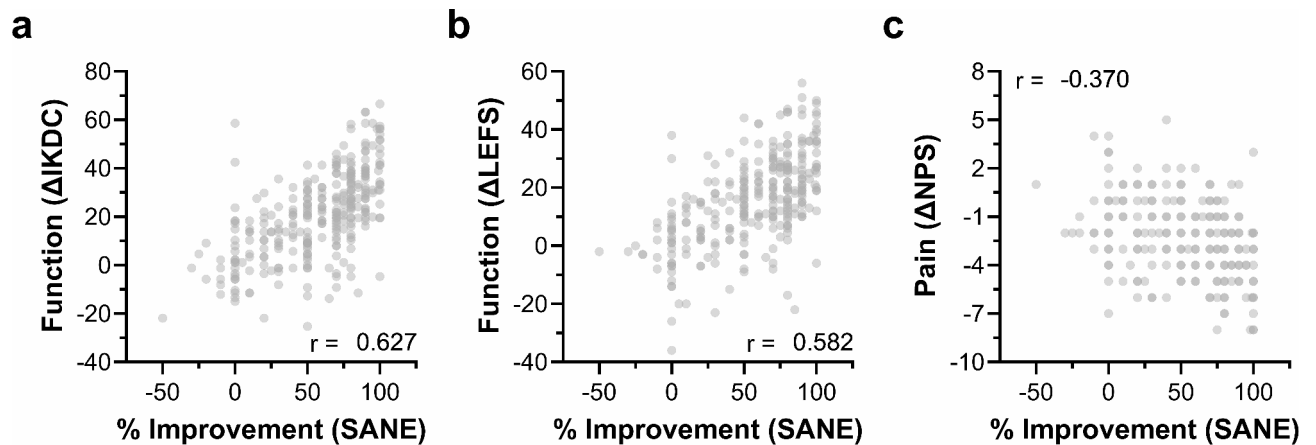 a
Function (ΔIKDC)
80
60
40
20
0
-20
-40
r = 0.627
-50 0 50 100
% Improvement (SANE)
b
Function (ΔLEFS)
60
40
20
0
-20
-40
r = 0.582
-50 0 50 100
% Improvement (SANE)
c
Pain (ΔNPS)
8
5
2
-1
-4
-7
-10
r = -0.370
-50 0 50 100
% Improvement (SANE)